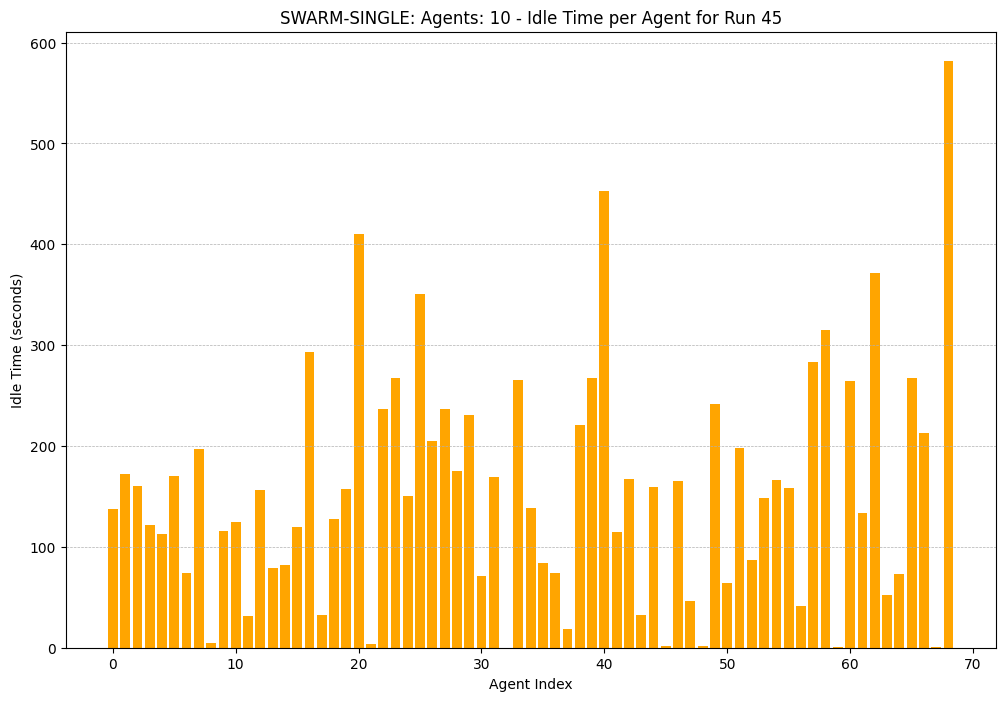 SWARM-SINGLE: Agents: 10 - Idle Time per Agent for Run 45
600
500
400
300
200
100
0
Idle Time (seconds)
0 10 20 30 40 50 60 70
Agent Index